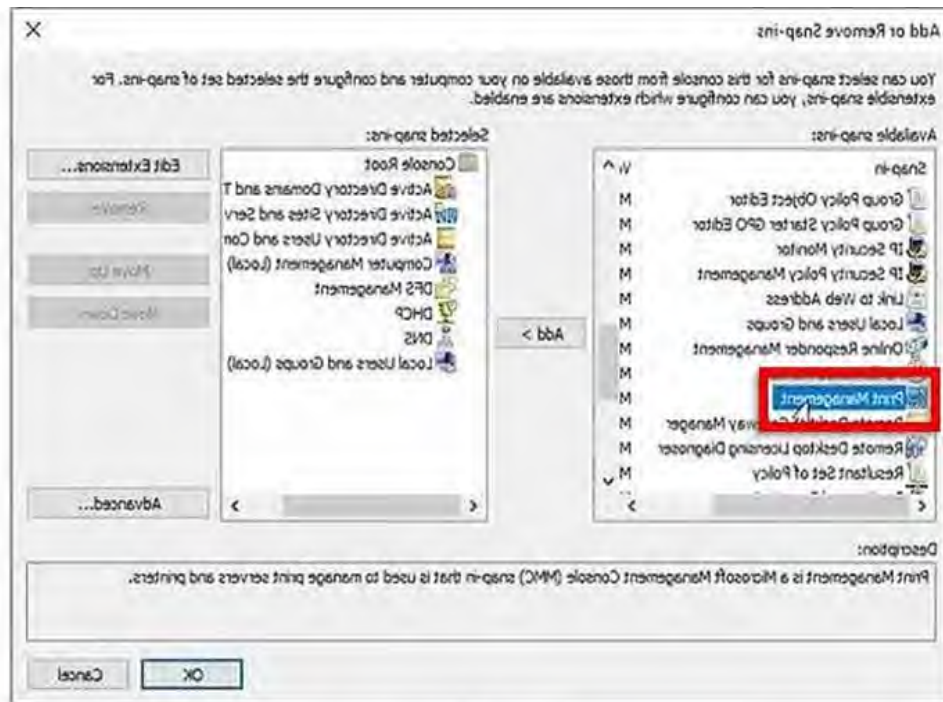 Add or Remove Snap-ins
You can select snap-ins for this console from those available on your computer and configure the selected set of snap-ins. For
extensible snap-ins, you can configure which extensions are enabled.
Available snap-ins:
Snap-in V
Group Policy Object Editor M
Group Policy Starter GPO Editor M
IP Security Monitor M
IP Security Policy Management M
Link to Web Address M
Local Users and Groups M
Online Responder Management M
M
Print Management M
Remote Desktop Gateway Manager M
Remote Desktop Licensing Diagnoser M
Resultant Set of Policy M
Add >
Selected snap-ins:
Console Root
Active Directory Domains and T
Active Directory Sites and Serv
Active Directory Users and Com
Computer Management (Local)
DFS Management
DHCP
DNS
Local Users and Groups (Local)
Edit Extensions...
Remove
Move Up
Move Down
Advanced...
Description:
Print Management is a Microsoft Management Console (MMC) snap-in that is used to manage print servers and printers.
OK
Cancel